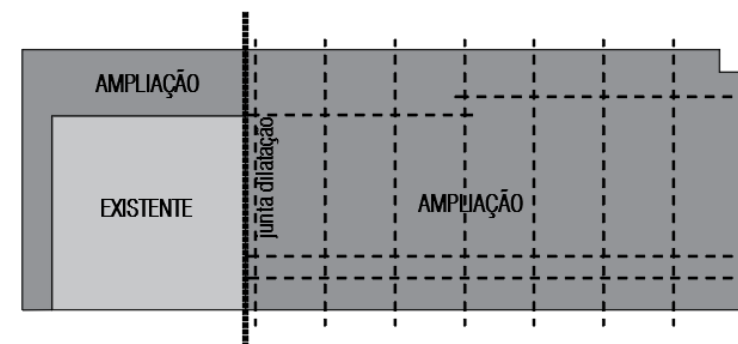 AMPLIAÇÃO
junta dilatação
EXISTENTE
AMPLIAÇÃO